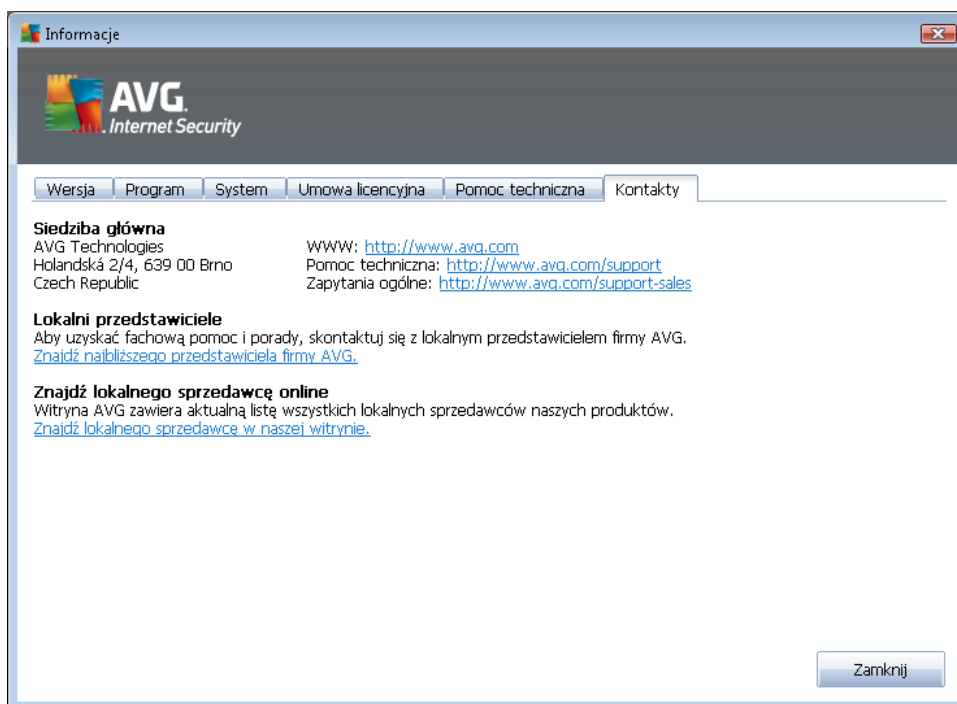 Informacje
AVG.
Internet Security
Wersja Program System Umowa licencyjna Pomoc techniczna Kontakty
Siedziba główna
AVG Technologies WWW: http://www.avg.com
Holandská 2/4, 639 00 Brno Pomoc techniczna: http://www.avg.com/support
Czech Republic Zapytania ogólne: http://www.avg.com/support-sales
Lokalni przedstawiciele
Aby uzyskać fachową pomoc i porady, skontaktuj się z lokalnym przedstawicielem firmy AVG.
Znajdź najbliższego przedstawiciela firmy AVG.
Znajdź lokalnego sprzedawcę online
Witryna AVG zawiera aktualną listę wszystkich lokalnych sprzedawców naszych produktów.
Znajdź lokalnego sprzedawcę w naszej witrynie.
Zamknij